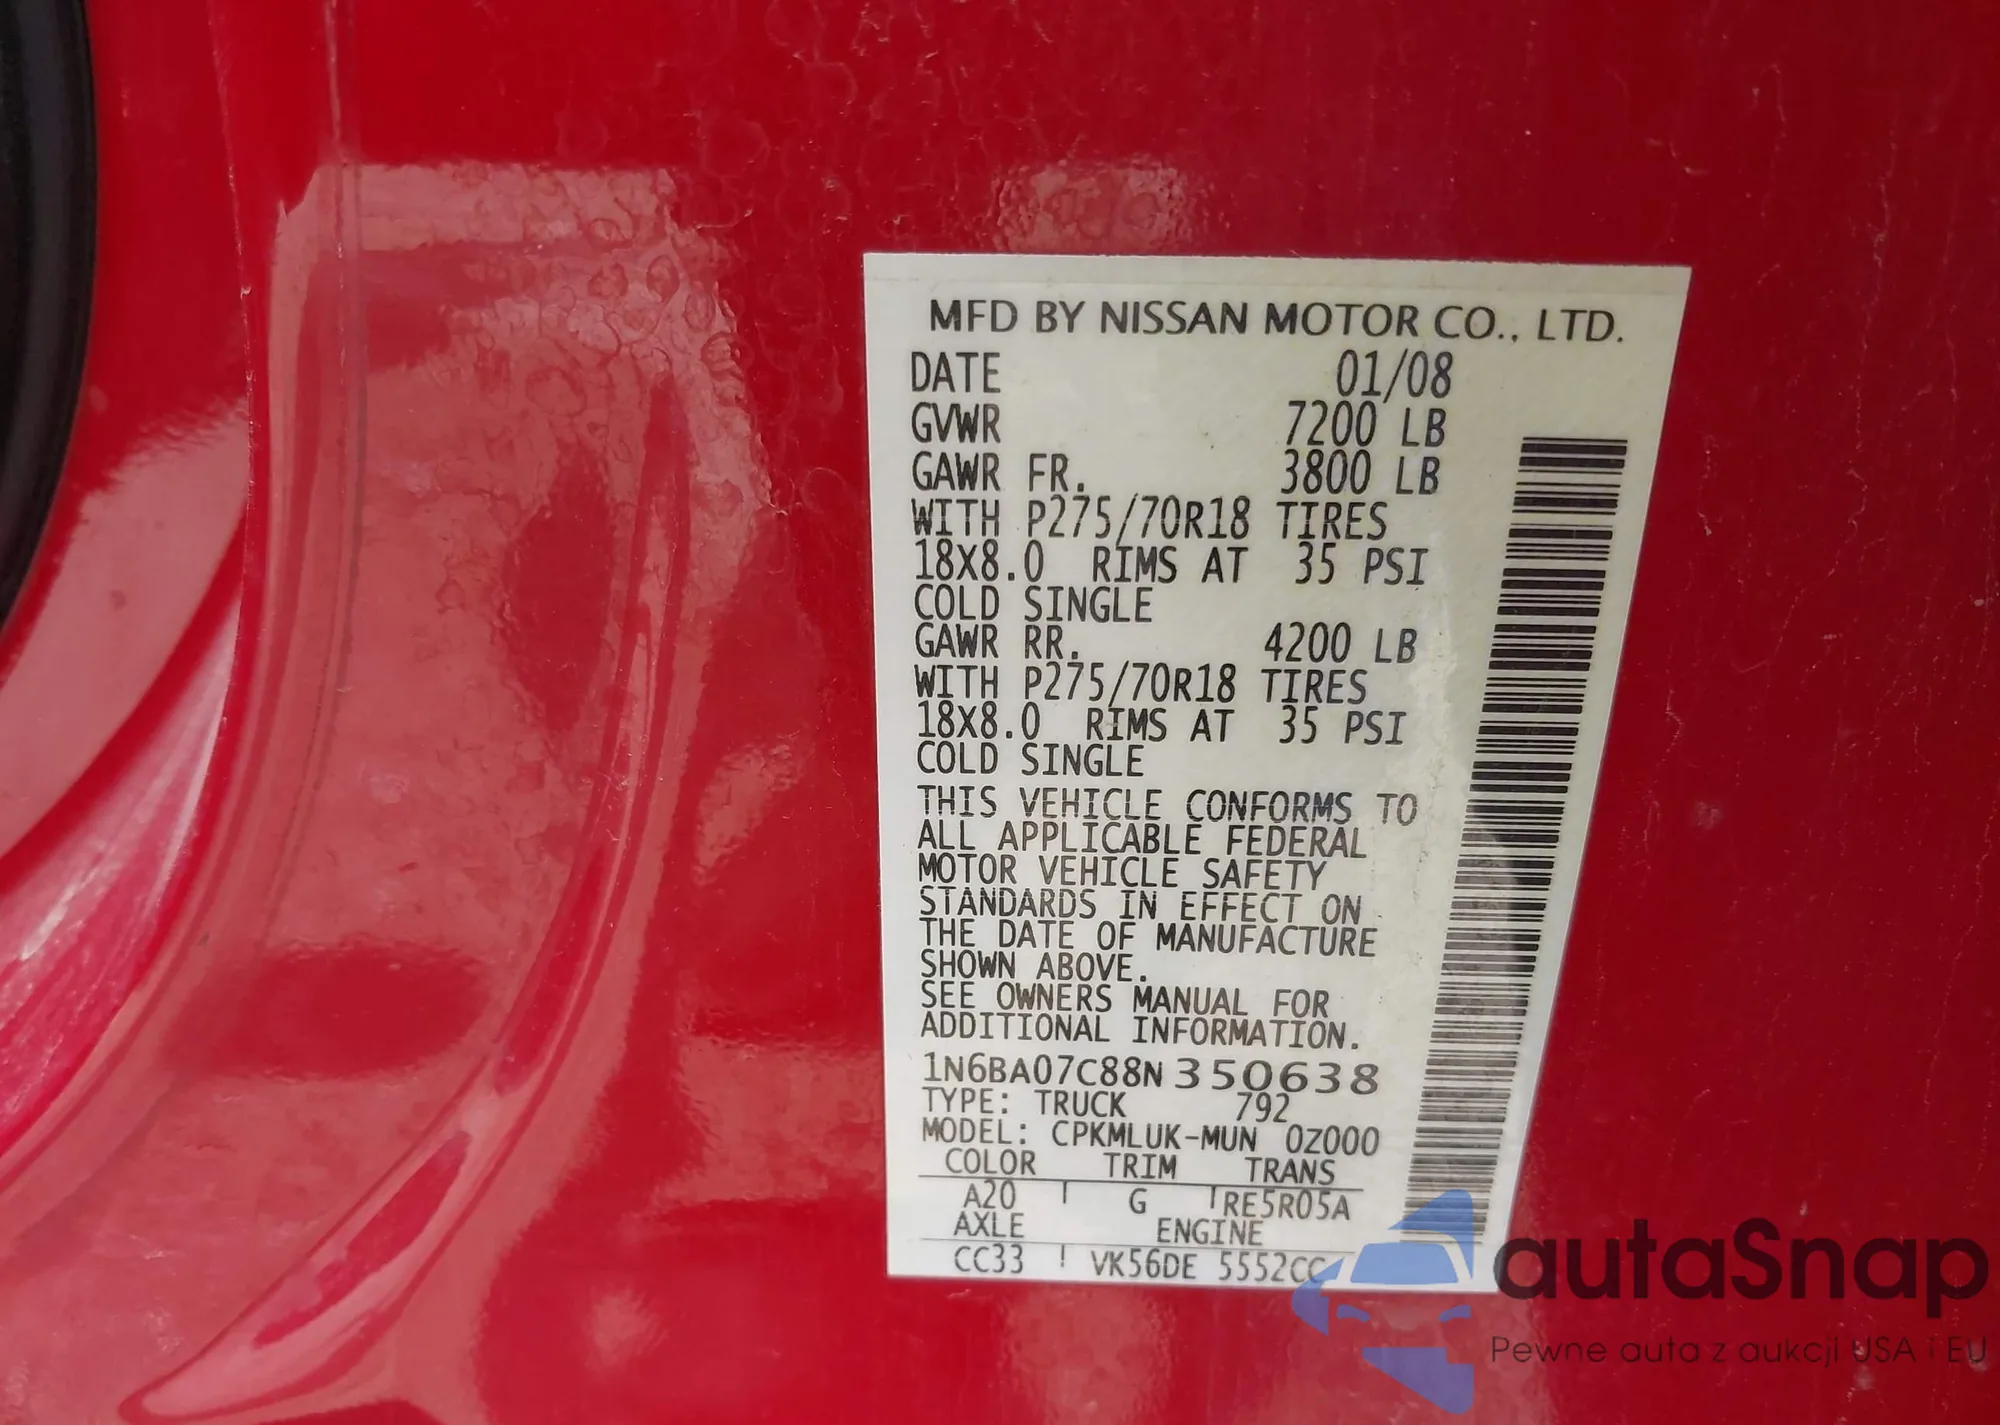 MFD BY NISSAN MOTOR CO., LTD.
DATE 01/08
GVWR 7200 LB
GAWR FR. 3800 LB
WITH P275/70R18 TIRES
18X8.0 RIMS AT 35 PSI
COLD SINGLE
GAWR RR. 4200 LB
WITH P275/70R18 TIRES
18X8.0 RIMS AT 35 PSI
COLD SINGLE
THIS VEHICLE CONFORMS TO
ALL APPLICABLE FEDERAL
MOTOR VEHICLE SAFETY
STANDARDS IN EFFECT ON
THE DATE OF MANUFACTURE
SHOWN ABOVE.
SEE OWNERS MANUAL FOR
ADDITIONAL INFORMATION.
1N6BA07C88N350638
TYPE: TRUCK 792
MODEL: CPKMLUK-MUN 0Z000
COLOR TRIM TRANS
A20 G RE5R05A
AXLE ENGINE
CC33 VK56DE 5552CC
autaSnap
Pewne auta z aukcji USA i EU